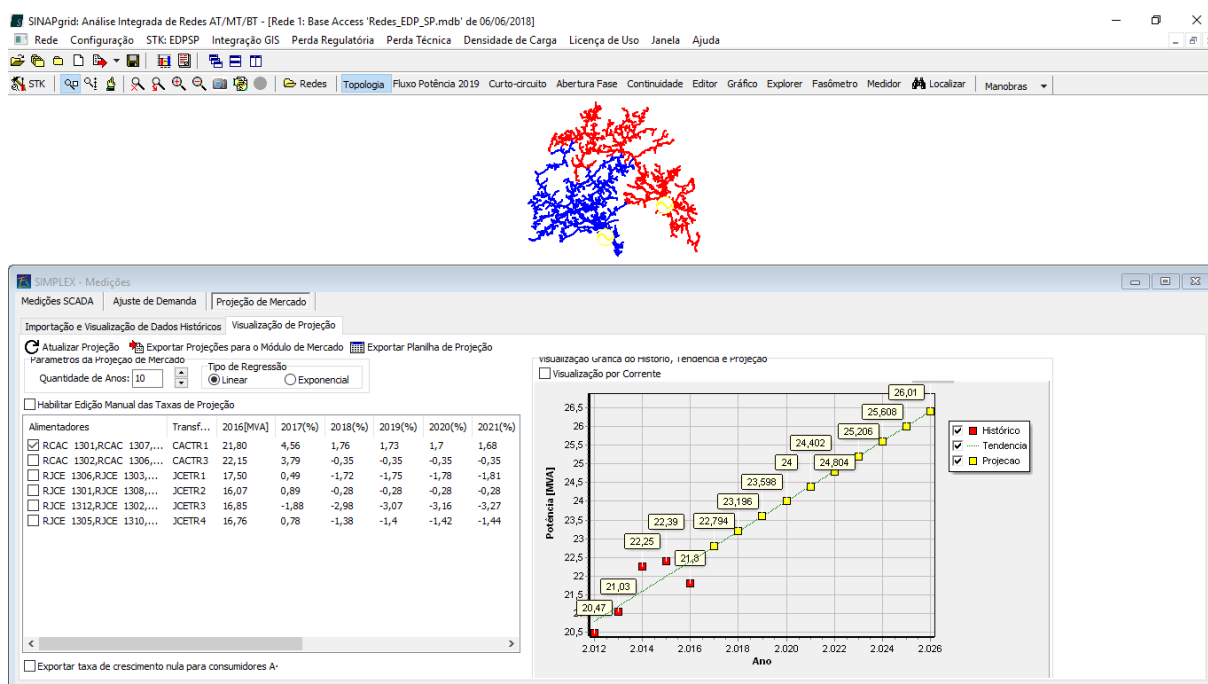 SINAPgrid: Análise Integrada de Redes AT/MT/BT - [Rede 1: Base Access 'Redes_EDP_SP.mdb' de 06/06/2018]
Rede Configuração STK: EDPSP Integração GIS Perda Regulatória Perda Técnica Densidade de Carga Licença de Uso Janela Ajuda
STK Redes Topologia Fluxo Potência 2019 Curto-circuito Abertura Fase Continuidade Editor Gráfico Explorer Fasômetro Medidor Localizar Manobras
SIMPLEX - Medições
Medições SCADA Ajuste de Demanda Projeção de Mercado
Importação e Visualização de Dados Históricos Visualização de Projeção
Atualizar Projeção Exportar Projeções para o Módulo de Mercado Exportar Planilha de Projeção
Parâmetros da Projeção de Mercado
Quantidade de Anos: 10
Tipo de Regressão
Linear Exponencial
Habilitar Edição Manual das Taxas de Projeção
Alimentadores Transf... 2016[MVA] 2017(%) 2018(%) 2019(%) 2020(%) 2021(%)
RCAC 1301,RCAC 1307,... CACTR1 21,80 4,56 1,76 1,73 1,7 1,68
RCAC 1302,RCAC 1306,... CACTR3 22,15 3,79 -0,35 -0,35 -0,35 -0,35
RJCE 1306,RJCE 1303,... JCETR1 17,50 0,49 -1,72 -1,75 -1,78 -1,81
RJCE 1301,RJCE 1308,... JCETR2 16,07 0,89 -0,28 -0,28 -0,28 -0,28
RJCE 1312,RJCE 1302,... JCETR3 16,85 -1,88 -2,98 -3,07 -3,16 -3,27
RJCE 1305,RJCE 1310,... JCETR4 16,76 0,78 -1,38 -1,4 -1,42 -1,44
Exportar taxa de crescimento nula para consumidores A
Visualização Gráfica do Histório, Tendência e Projeção
Visualização por Corrente
Potência [MVA]
26,5
26
25,5
25
24,5
24
23,5
23
22,5
22
21,5
20,5
20,47
21,03
22,25
22,39
21,8
22,794
23,196
23,598
24
24,402
24,804
25,206
25,608
26,01
2.012 2.014 2.016 2.018 2.020 2.022 2.024 2.026
Ano
Histórico
Tendencia
Projecao